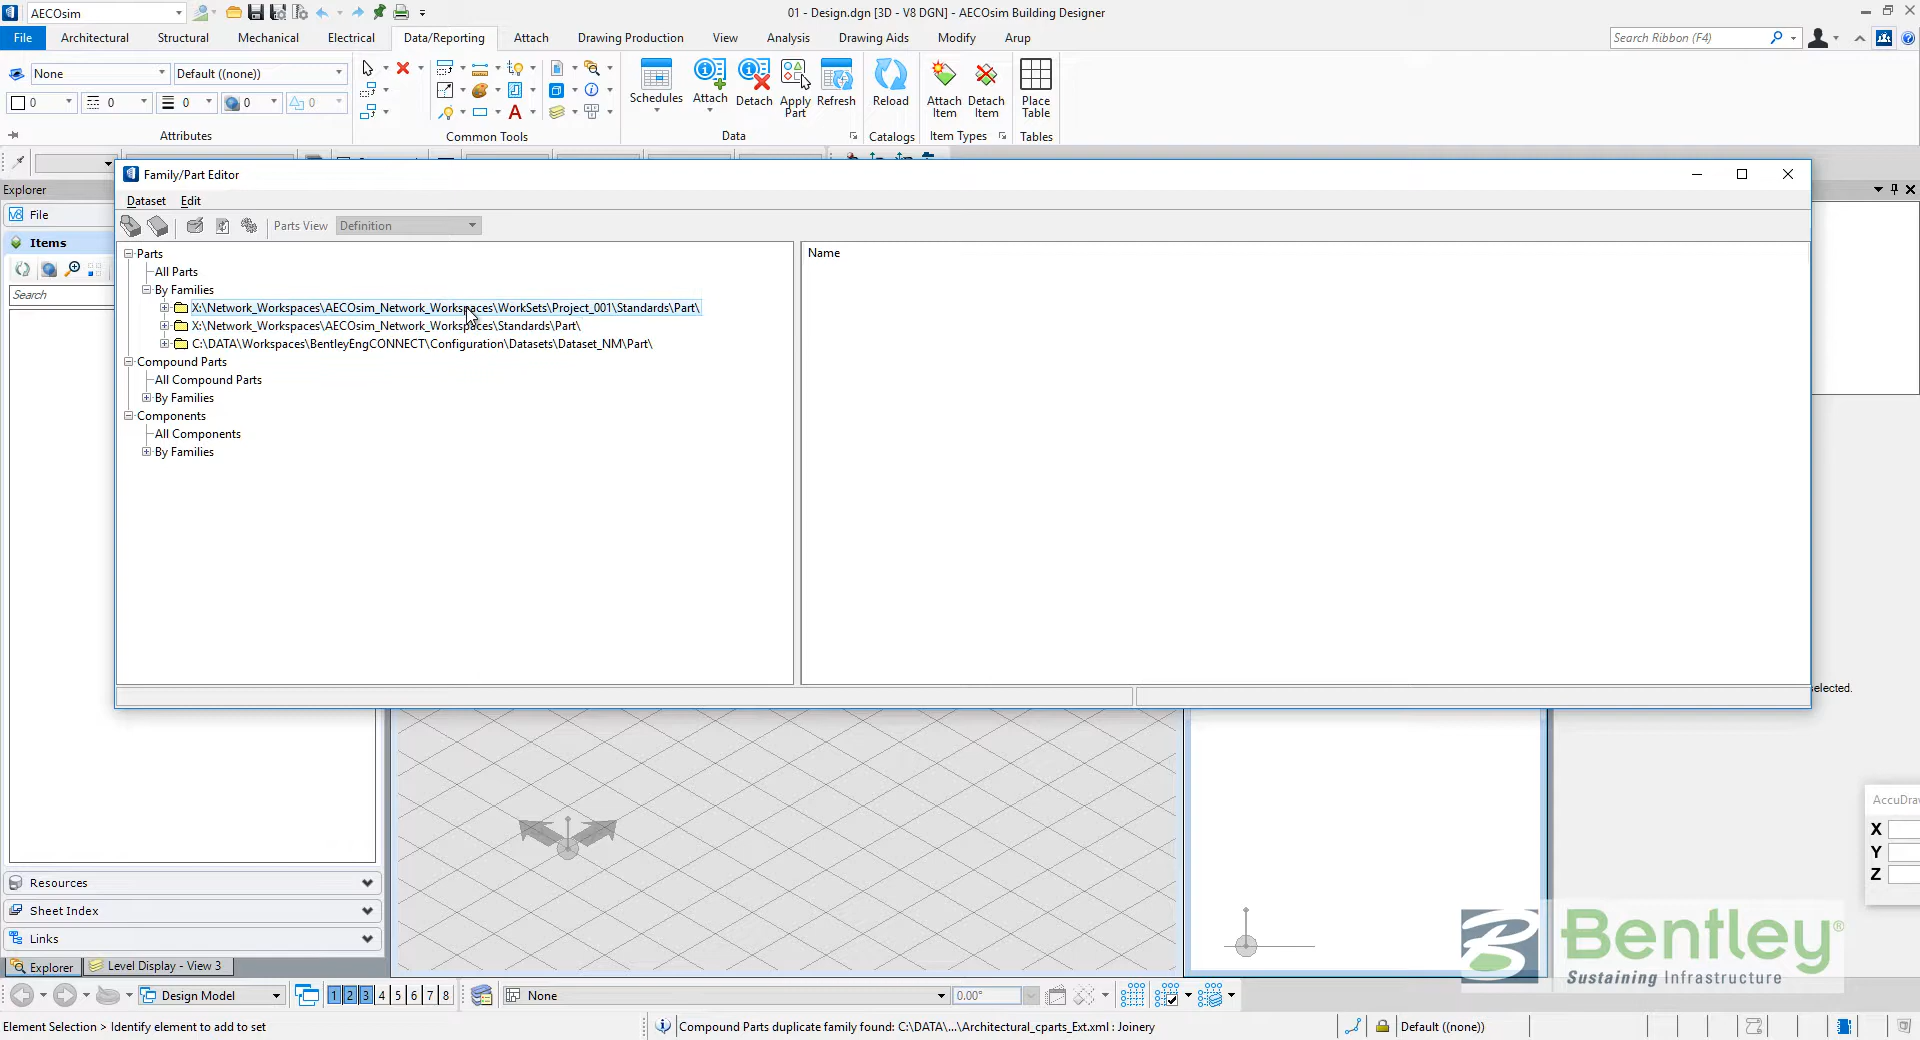 AECOsim
01 - Design.dgn [3D - V8 DGN] - AECOsim Building Designer
File Architectural Structural Mechanical Electrical Data/Reporting Attach Drawing Production View Analysis Drawing Aids Modify Arup
Search Ribbon (F4)
None Default ((none))
0 0 0 0 0
Attributes
Common Tools
Schedules Attach Detach Apply Part Refresh
Data
Reload
Catalogs
Attach Item Detach Item
Item Types
Place Table
Tables
Explorer
File
Items
Search
Family/Part Editor
Dataset Edit
Parts View Definition
Parts
All Parts
By Families
X:\Network_Workspaces\AECOsim_Network_Workspaces\WorkSets\Project_001\Standards\Part\
X:\Network_Workspaces\AECOsim_Network_Workspaces\Standards\Part\
C:\DATA\Workspaces\BentleyEngCONNECT\Configuration\Datasets\Dataset_NM\Part\
Compound Parts
All Compound Parts
By Families
Components
All Components
By Families
Name
selected.
AccuDra
X
Y
Z
Resources
Sheet Index
Links
Explorer Level Display - View 3
Bentley®
Sustaining Infrastructure
Design Model 1 2 3 4 5 6 7 8 None 0.00°
Element Selection > Identify element to add to set
Compound Parts duplicate family found: C:\DATA\...\Architectural_cparts_Ext.xml : Joinery
Default ((none))